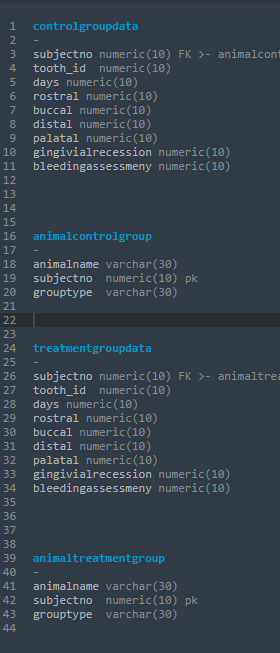 1 controlgroupdata
2 -
3 subjectno numeric(10) FK >- animalcont
4 tooth_id  numeric(10)
5 days numeric(10)
6 rostral numeric(10)
7 buccal numeric(10)
8 distal numeric(10)
9 palatal numeric(10)
10 gingivialrecession numeric(10)
11 bleedingassessmeny numeric(10)
12
13
14
15
16 animalcontrolgroup
17 -
18 animalname varchar(30)
19 subjectno  numeric(10) pk
20 grouptype  varchar(30)
21
22
23
24 treatmentgroupdata
25 -
26 subjectno numeric(10) FK >- animaltrea
27 tooth_id  numeric(10)
28 days numeric(10)
29 rostral numeric(10)
30 buccal numeric(10)
31 distal numeric(10)
32 palatal numeric(10)
33 gingivialrecession numeric(10)
34 bleedingassessmeny numeric(10)
35
36
37
38
39 animaltreatmentgroup
40 -
41 animalname varchar(30)
42 subjectno  numeric(10) pk
43 grouptype  varchar(30)
44